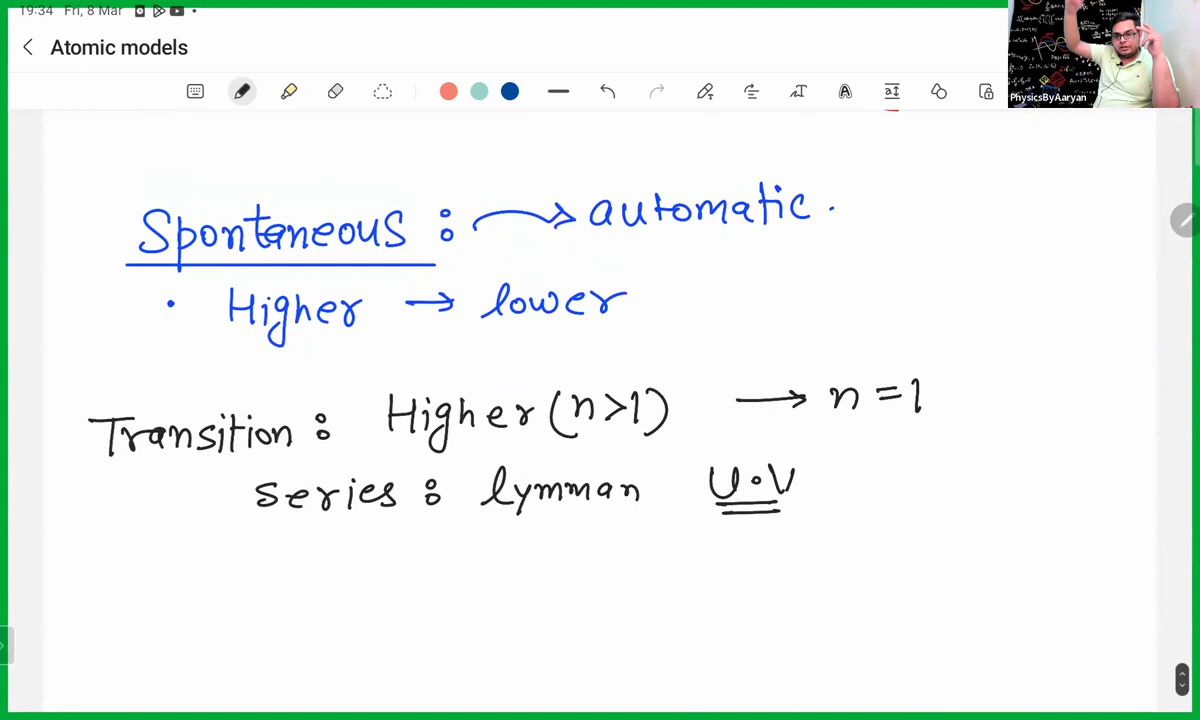 19:34 Fri, 8 Mar
Atomic models
PhysicsByAaryan
Spontaneous : → automatic.
• Higher → lower
Transition : Higher (n>1) → n = 1
series : lymman U.V